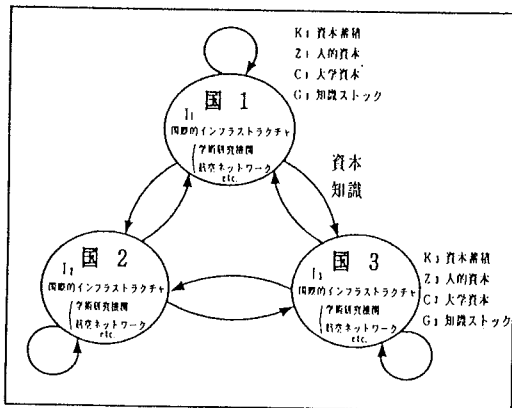 K₁ 資本蓄積
Z₁ 人的資本
C₁ 大学資本
G₁ 知識ストック
国 1
I₁
国際的インフラストラクチャ
学術研究機関
航空ネットワーク
etc.
資本
知識
国 2
I₂
国際的インフラストラクチャ
学術研究機関
航空ネットワーク
etc
国 3
I₃
国際的インフラストラクチャ
学術研究機関
航空ネットワーク
etc.
K₃ 資本蓄積
Z₃ 人的資本
C₃ 大学資本
G₃ 知識ストック